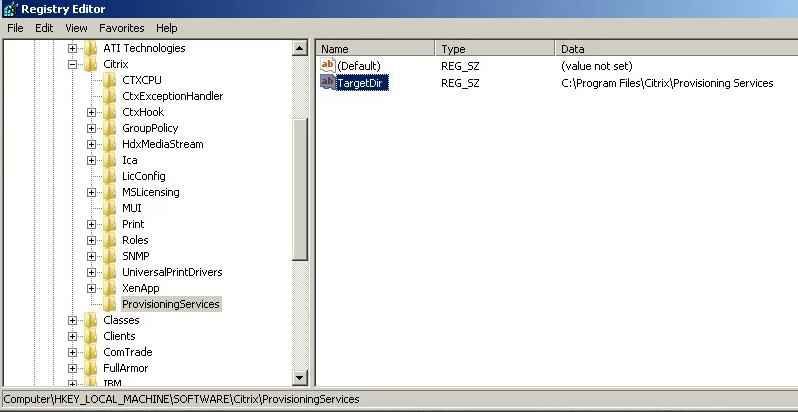 Registry Editor
File Edit View Favorites Help
ATI Technologies
Citrix
CTXCPU
CtxExceptionHandler
CtxHook
GroupPolicy
HdxMediaStream
Ica
LicConfig
MSLicensing
MUI
Print
Roles
SNMP
UniversalPrintDrivers
XenApp
ProvisioningServices
Classes
Clients
ComTrade
FullArmor
IBM
Name Type Data
ab (Default) REG_SZ (value not set)
ab TargetDir REG_SZ C:\Program Files\Citrix\Provisioning Services
Computer\HKEY_LOCAL_MACHINE\SOFTWARE\Citrix\ProvisioningServices